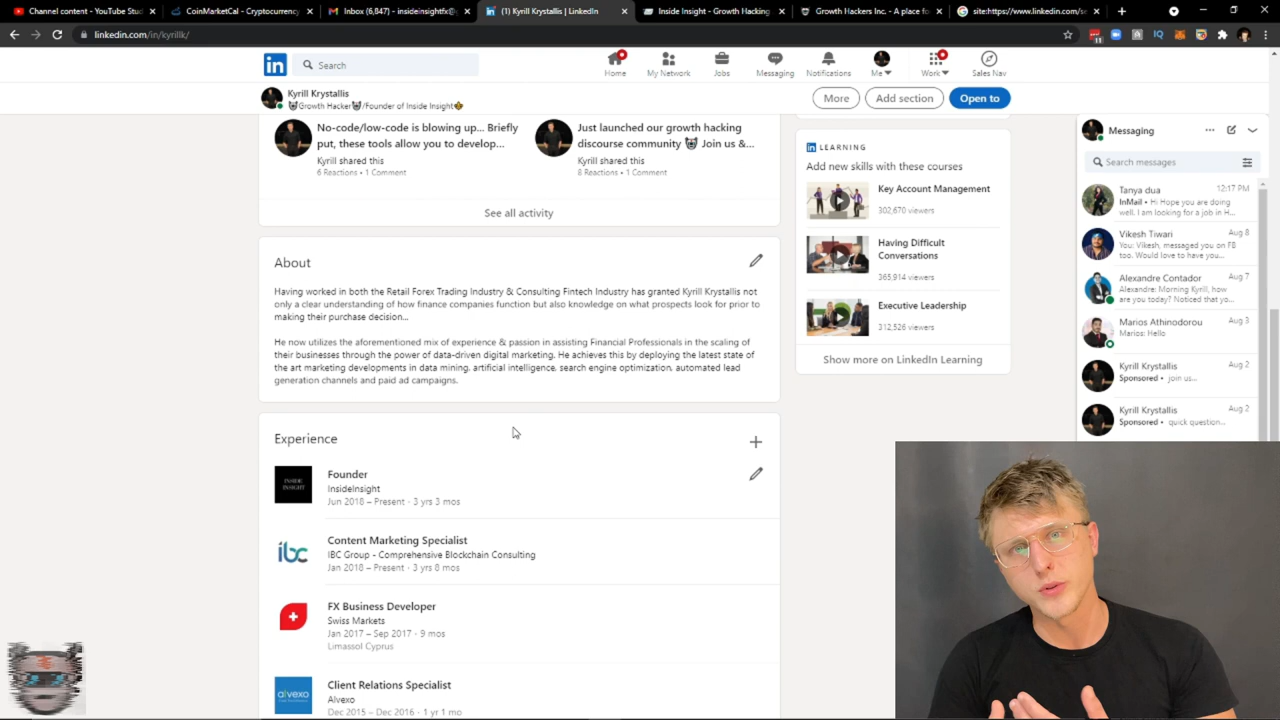 Channel content - YouTube Stud
CoinMarketCal - Cryptocurrency
Inbox (6,847) - insideinsightfx@g
(1) Kyrill Krystallis | LinkedIn
Inside Insight - Growth Hacking
Growth Hackers Inc. - A place fo
site:https://www.linkedin.com/se
linkedin.com/in/kyrillk/
11
Search
Home
My Network
Jobs
Messaging
Notifications
Me
Work
Sales Nav
Kyrill Krystallis
Growth Hacker /Founder of Inside Insight
More
Add section
Open to
No-code/low-code is blowing up... Briefly
put, these tools allow you to develop...
Kyrill shared this
6 Reactions • 1 Comment
Just launched our growth hacking
discourse community Join us &...
Kyrill shared this
8 Reactions • 1 Comment
See all activity
About
Having worked in both the Retail Forex Trading Industry & Consulting Fintech Industry has granted Kyrill Krystallis not
only a clear understanding of how finance companies function but also knowledge on what prospects look for prior to
making their purchase decision...
He now utilizes the aforementioned mix of experience & passion in assisting Financial Professionals in the scaling of
their businesses through the power of data-driven digital marketing. He achieves this by deploying the latest state of
the art marketing developments in data mining, artificial intelligence, search engine optimization, automated lead
generation channels and paid ad campaigns.
Experience
INSIDE
INSIGHT
Founder
InsideInsight
Jun 2018 – Present · 3 yrs 3 mos
ibc
Content Marketing Specialist
IBC Group - Comprehensive Blockchain Consulting
Jan 2018 – Present · 3 yrs 8 mos
FX Business Developer
Swiss Markets
Jan 2017 – Sep 2017 · 9 mos
Limassol Cyprus
alvexo
Client Relations Specialist
Alvexo
Dec 2015 – Dec 2016 · 1 yr 1 mo
in LEARNING
Add new skills with these courses
Key Account Management
302,670 viewers
Having Difficult
Conversations
365,914 viewers
Executive Leadership
312,526 viewers
Show more on LinkedIn Learning
Messaging
Search messages
Tanya dua
12:17 PM
InMail • Hi Hope you are doing
well. I am looking for a job in H...
Vikesh Tiwari
Aug 8
You: Vikesh, messaged you on FB
too. Would love to have you...
Alexandre Contador
Aug 7
Alexandre: Morning Kyrill, how
are you today? Noticed that yo...
Marios Athinodorou
Aug 3
Marios: Hello
Kyrill Krystallis
Aug 2
Sponsored • join us...
Kyrill Krystallis
Aug 2
Sponsored • quick question...